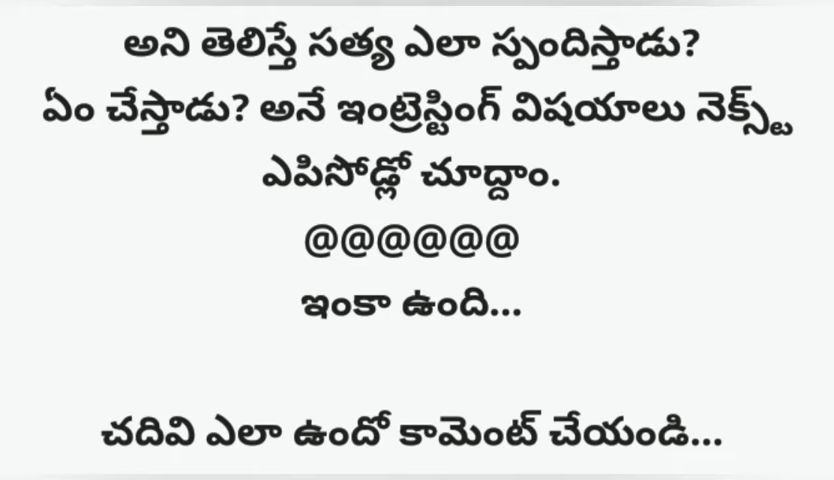 అని తెలిస్తే సత్య ఎలా స్పందిస్తాడు?
ఏం చేస్తాడు? అనే ఇంట్రెస్టింగ్ విషయాలు నెక్స్ట్
ఎపిసోడ్లో చూద్దాం.
@@@@@@
ఇంకా ఉంది...
చదివి ఎలా ఉందో కామెంట్ చేయండి...